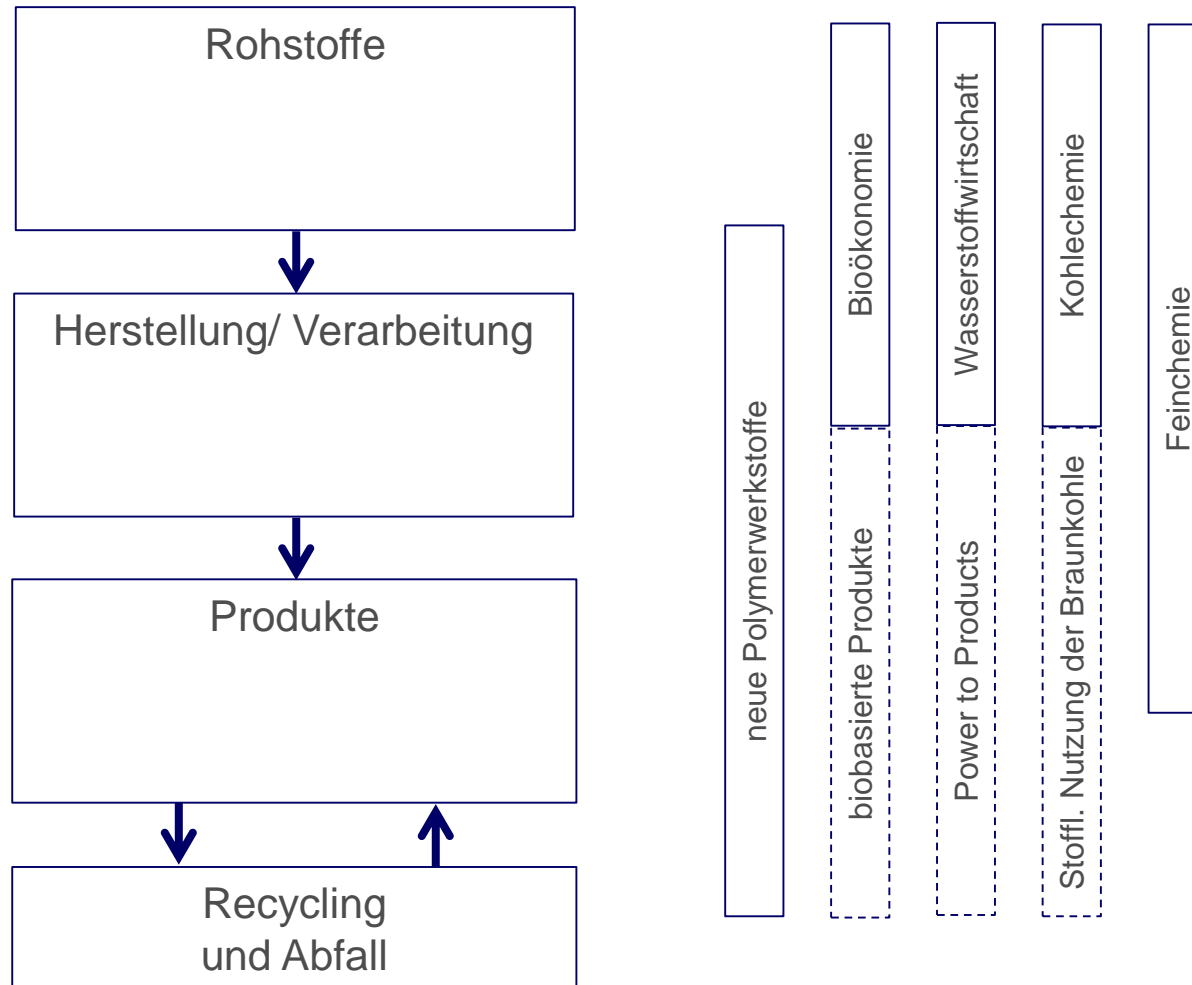 Rohstoffe
Herstellung/ Verarbeitung
Produkte
Recycling
und Abfall
neue Polymerwerkstoffe
Bioökonomie
biobasierte Produkte
Wasserstoffwirtschaft
Power to Products
Kohlechemie
Stoffl. Nutzung der Braunkohle
Feinchemie